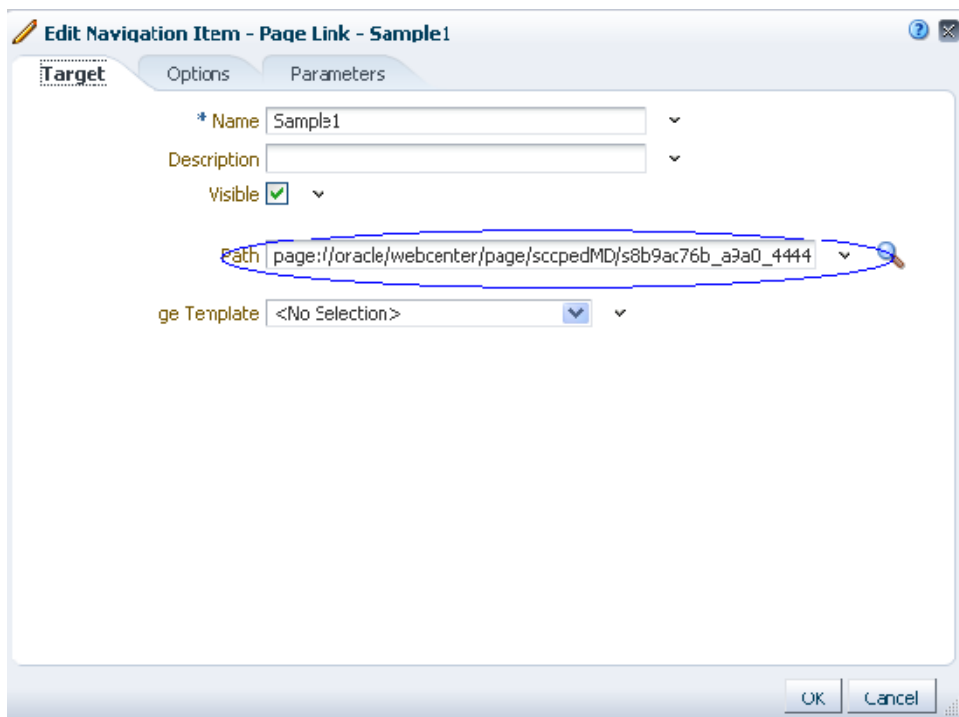 Edit Navigation Item - Page Link - Sample1
Target Options Parameters
* Name Sample1
Description
Visible
Path page://oracle/webcenter/page/sccpedMD/s8b9ac76b_a9a0_4444
ge Template <No Selection>
OK Cancel